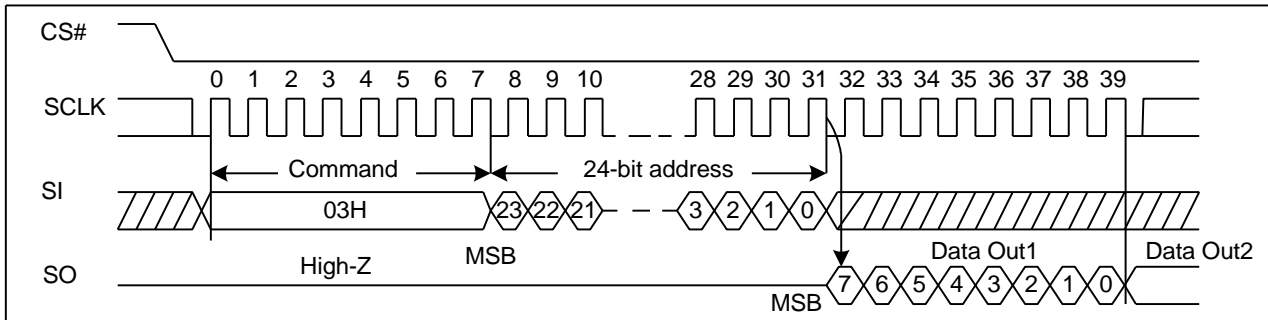 CS#
0 1 2 3 4 5 6 7 8 9 10 28 29 30 31 32 33 34 35 36 37 38 39
SCLK
Command 24-bit address
SI
03H 23 22 21 3 2 1 0
High-Z MSB Data Out1 Data Out2
SO
MSB 7 6 5 4 3 2 1 0